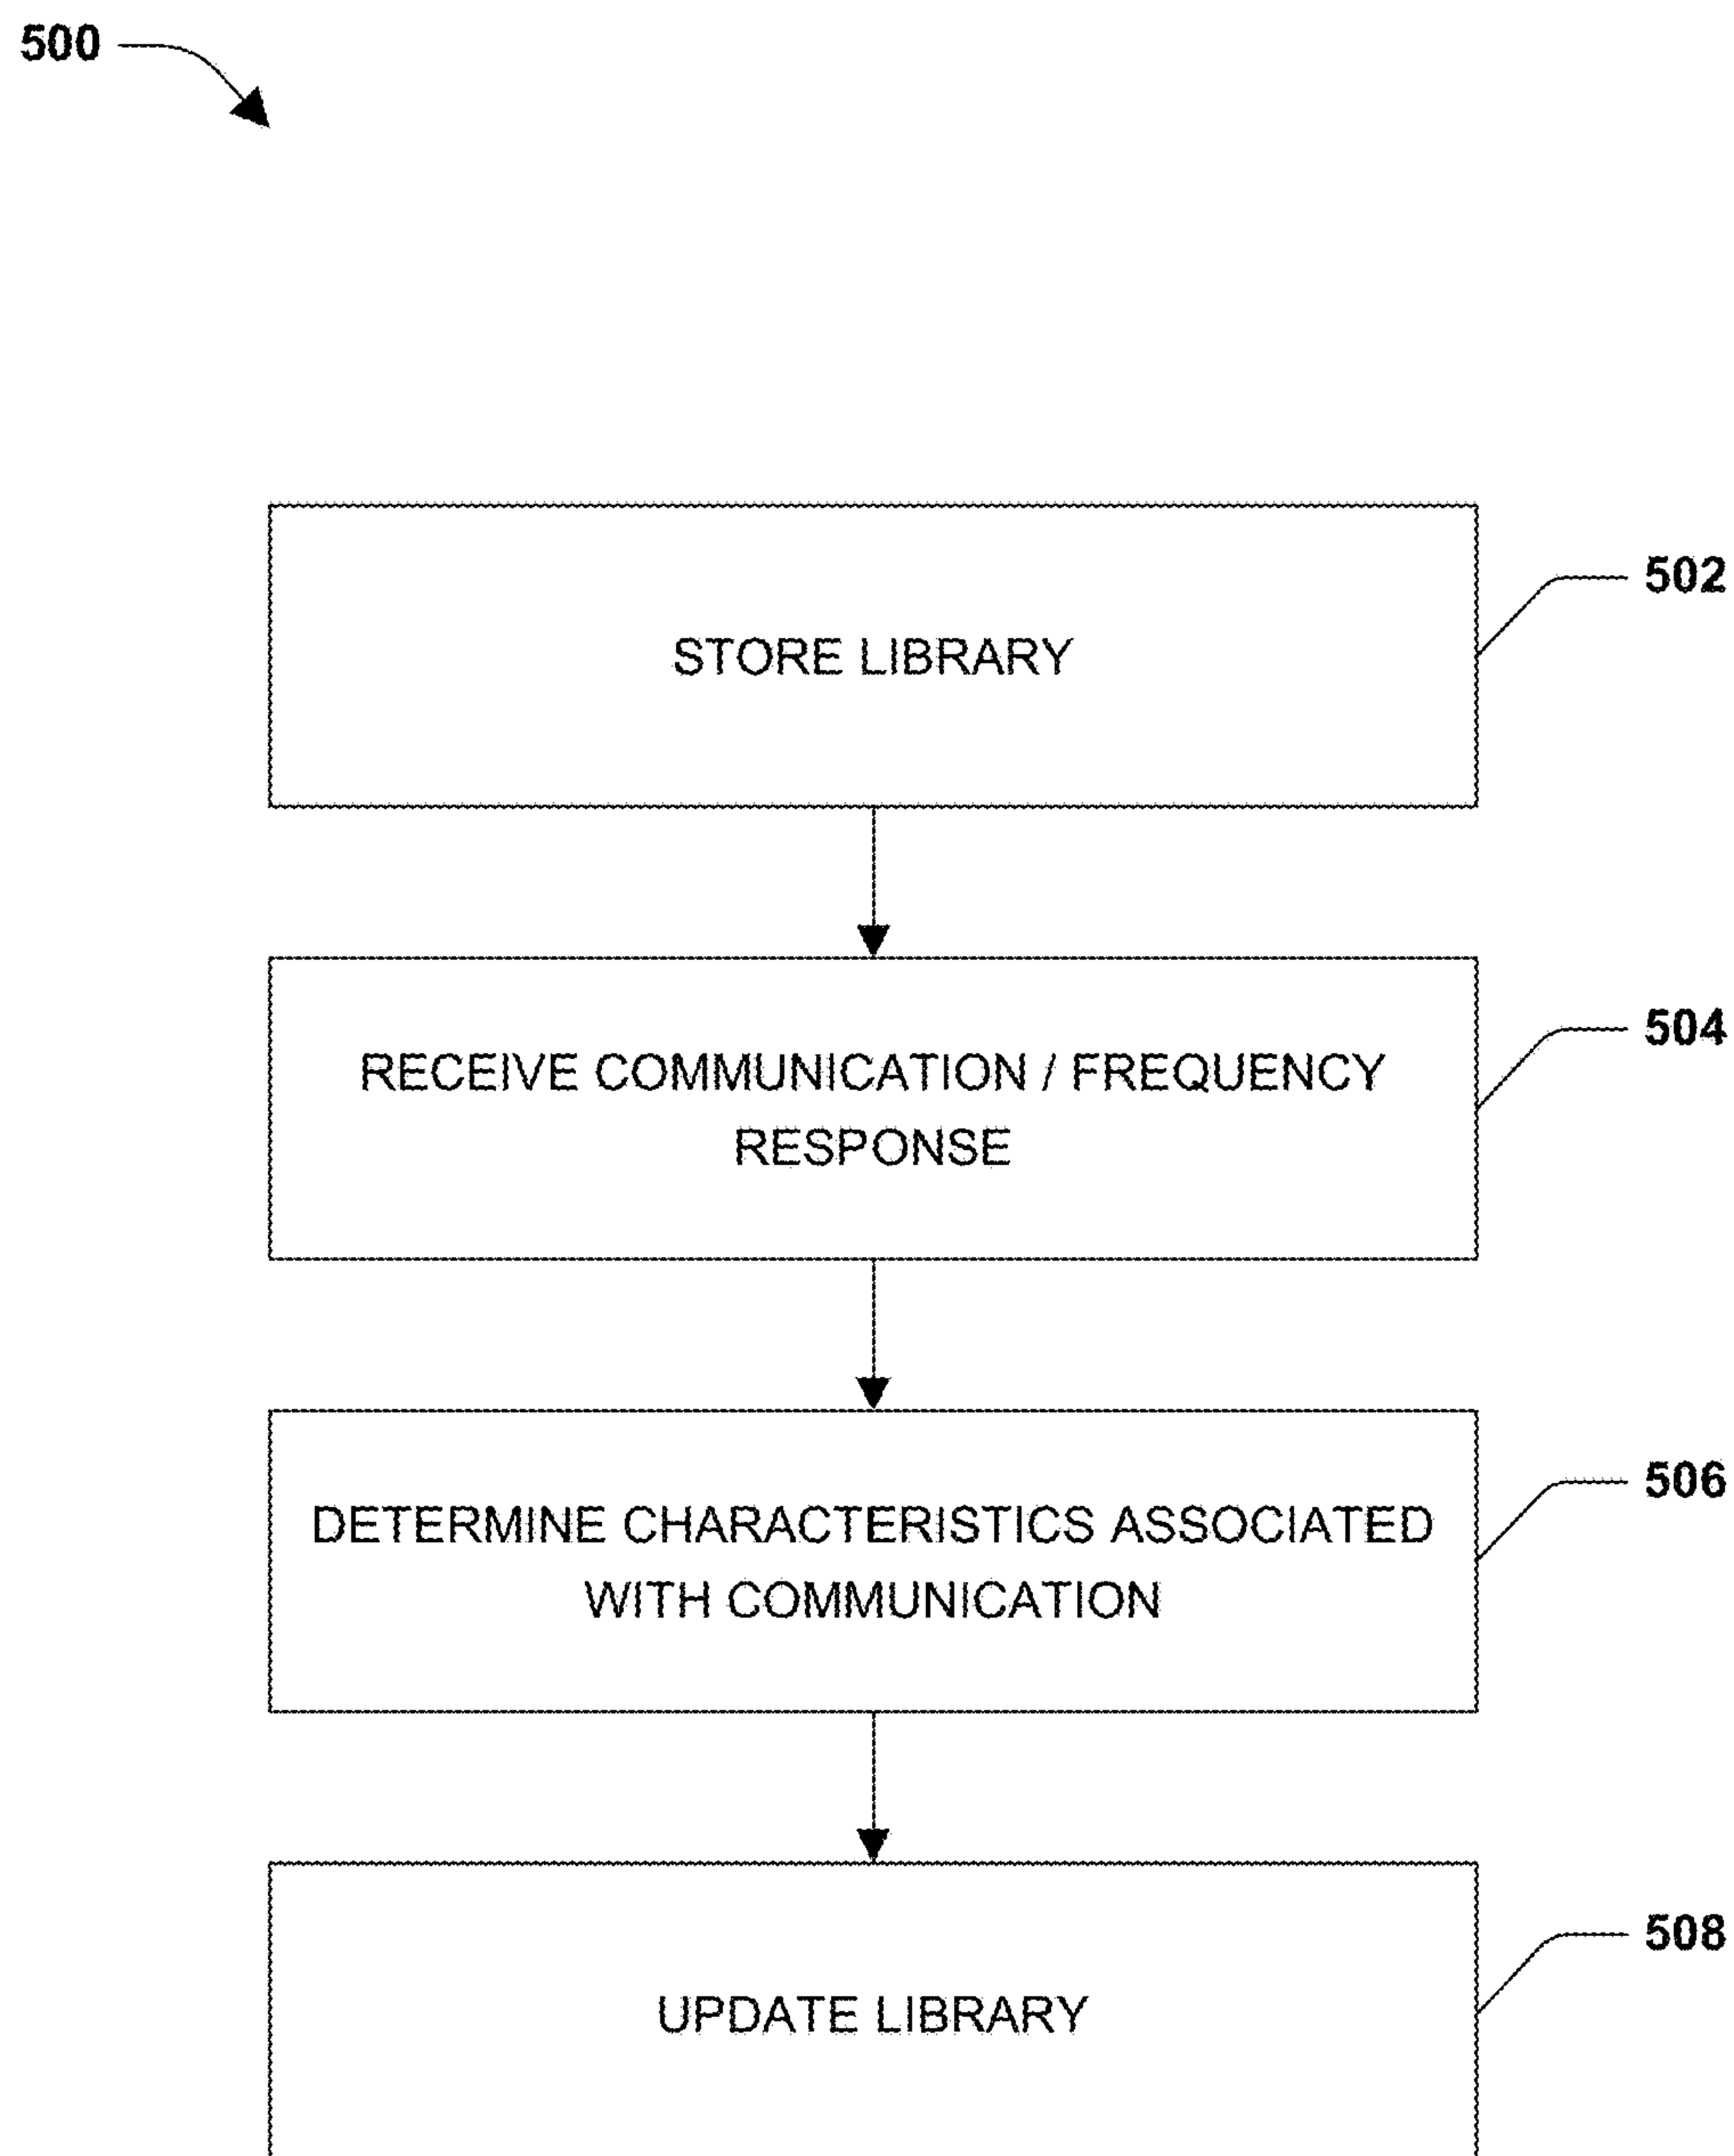 500
STORE LIBRARY
502
RECEIVE COMMUNICATION / FREQUENCY
RESPONSE
504
DETERMINE CHARACTERISTICS ASSOCIATED
WITH COMMUNICATION
506
UPDATE LIBRARY
508